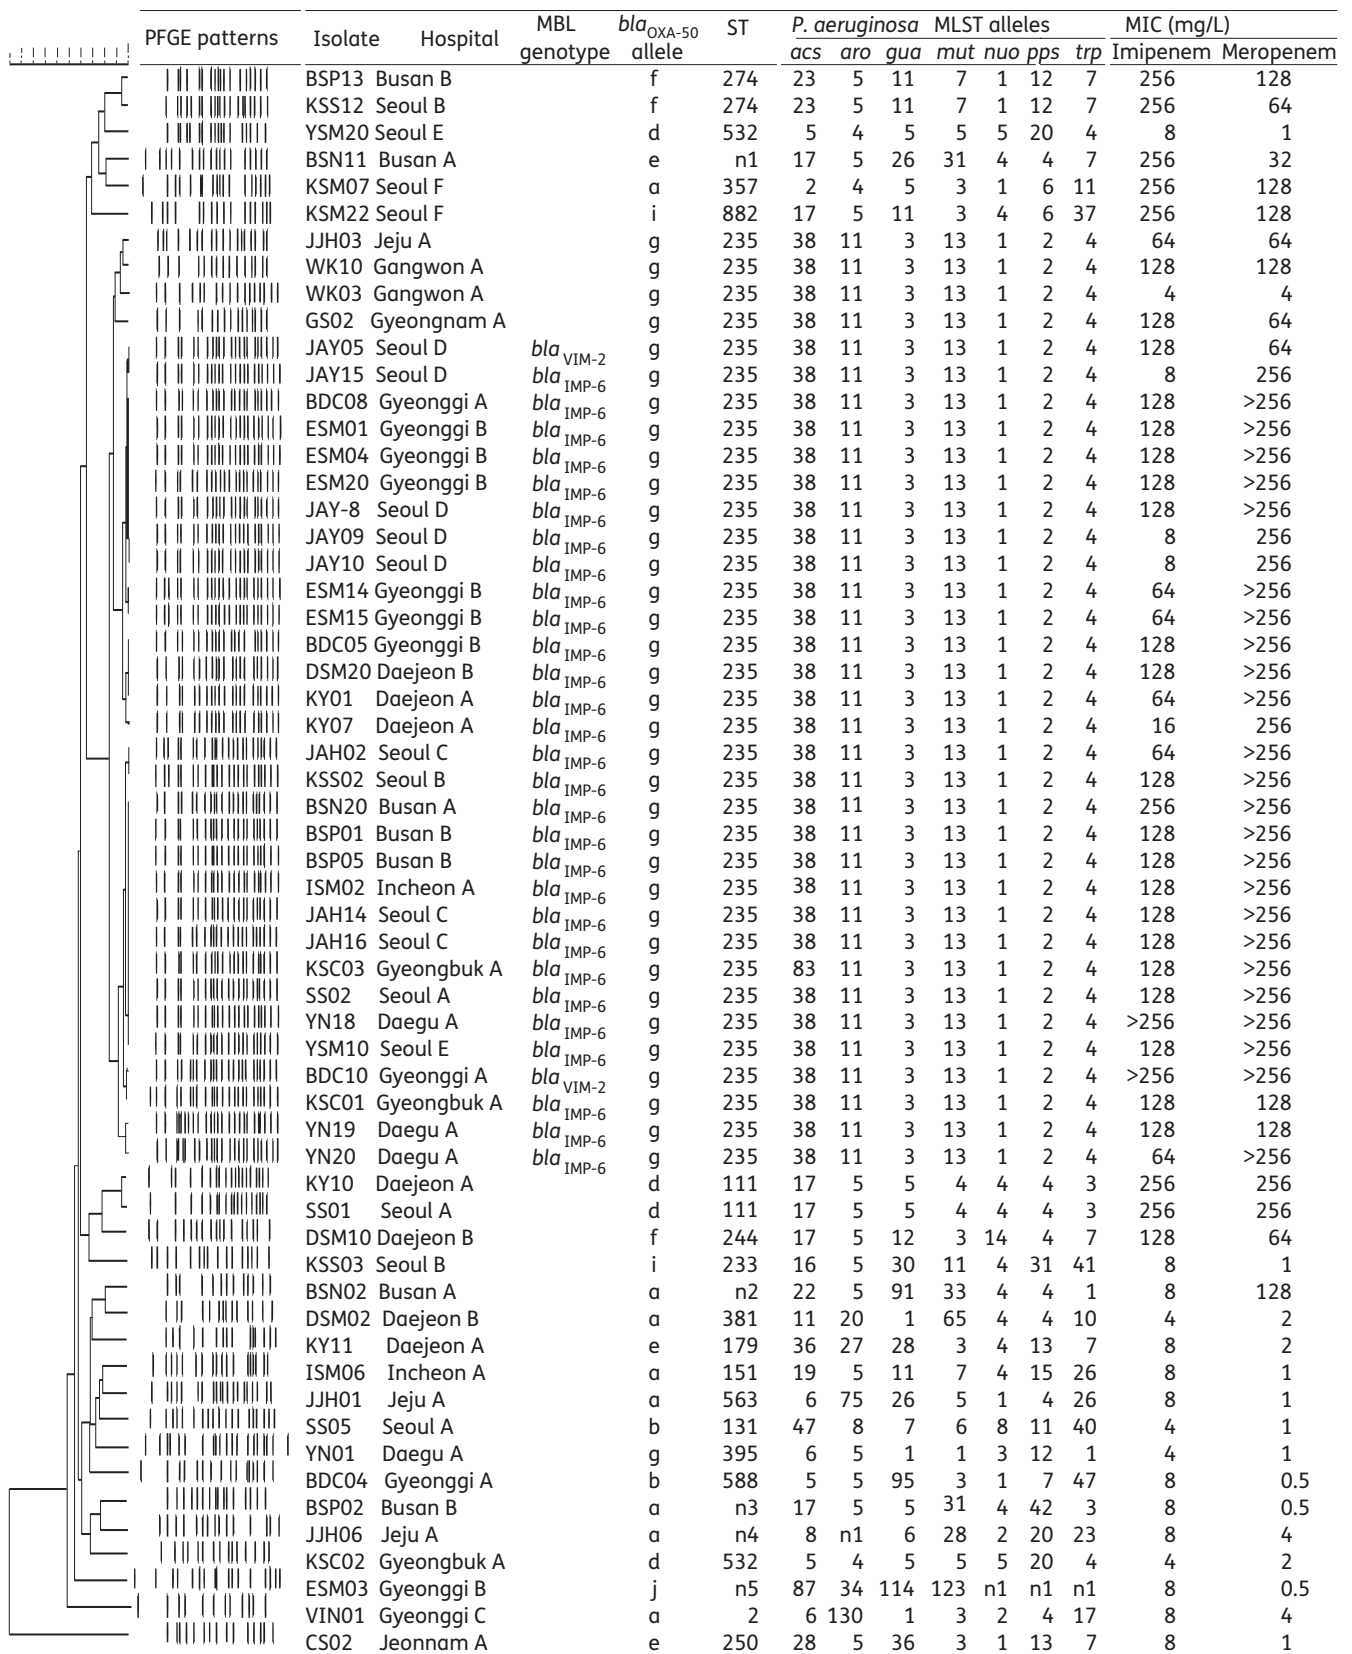 PFGE patterns Isolate Hospital MBL genotype blaOXA-50 allele ST P. aeruginosa MLST alleles MIC (mg/L)
acs aro gua mut nuo pps trp Imipenem Meropenem
BSP13 Busan B f 274 23 5 11 7 1 12 7 256 128
KSS12 Seoul B f 274 23 5 11 7 1 12 7 256 64
YSM20 Seoul E d 532 5 4 5 5 5 20 4 8 1
BSN11 Busan A e n1 17 5 26 31 4 4 7 256 32
KSM07 Seoul F a 357 2 4 5 3 1 6 11 256 128
KSM22 Seoul F i 882 17 5 11 3 4 6 37 256 128
JJH03 Jeju A g 235 38 11 3 13 1 2 4 64 64
WK10 Gangwon A g 235 38 11 3 13 1 2 4 128 128
WK03 Gangwon A g 235 38 11 3 13 1 2 4 4 4
GS02 Gyeongnam A g 235 38 11 3 13 1 2 4 128 64
JAY05 Seoul D blaVIM-2 g 235 38 11 3 13 1 2 4 128 64
JAY15 Seoul D blaIMP-6 g 235 38 11 3 13 1 2 4 8 256
BDC08 Gyeonggi A blaIMP-6 g 235 38 11 3 13 1 2 4 128 >256
ESM01 Gyeonggi B blaIMP-6 g 235 38 11 3 13 1 2 4 128 >256
ESM04 Gyeonggi B blaIMP-6 g 235 38 11 3 13 1 2 4 128 >256
ESM20 Gyeonggi B blaIMP-6 g 235 38 11 3 13 1 2 4 128 >256
JAY-8 Seoul D blaIMP-6 g 235 38 11 3 13 1 2 4 128 >256
JAY09 Seoul D blaIMP-6 g 235 38 11 3 13 1 2 4 8 256
JAY10 Seoul D blaIMP-6 g 235 38 11 3 13 1 2 4 8 256
ESM14 Gyeonggi B blaIMP-6 g 235 38 11 3 13 1 2 4 64 >256
ESM15 Gyeonggi B blaIMP-6 g 235 38 11 3 13 1 2 4 64 >256
BDC05 Gyeonggi B blaIMP-6 g 235 38 11 3 13 1 2 4 128 >256
DSM20 Daejeon B blaIMP-6 g 235 38 11 3 13 1 2 4 128 >256
KY01 Daejeon A blaIMP-6 g 235 38 11 3 13 1 2 4 64 >256
KY07 Daejeon A blaIMP-6 g 235 38 11 3 13 1 2 4 16 256
JAH02 Seoul C blaIMP-6 g 235 38 11 3 13 1 2 4 64 >256
KSS02 Seoul B blaIMP-6 g 235 38 11 3 13 1 2 4 128 >256
BSN20 Busan A blaIMP-6 g 235 38 11 3 13 1 2 4 256 >256
BSP01 Busan B blaIMP-6 g 235 38 11 3 13 1 2 4 128 >256
BSP05 Busan B blaIMP-6 g 235 38 11 3 13 1 2 4 128 >256
ISM02 Incheon A blaIMP-6 g 235 38 11 3 13 1 2 4 128 >256
JAH14 Seoul C blaIMP-6 g 235 38 11 3 13 1 2 4 128 >256
JAH16 Seoul C blaIMP-6 g 235 38 11 3 13 1 2 4 128 >256
KSC03 Gyeongbuk A blaIMP-6 g 235 83 11 3 13 1 2 4 128 >256
SS02 Seoul A blaIMP-6 g 235 38 11 3 13 1 2 4 128 >256
YN18 Daegu A blaIMP-6 g 235 38 11 3 13 1 2 4 >256 >256
YSM10 Seoul E blaIMP-6 g 235 38 11 3 13 1 2 4 128 >256
BDC10 Gyeonggi A blaVIM-2 g 235 38 11 3 13 1 2 4 >256 >256
KSC01 Gyeongbuk A blaIMP-6 g 235 38 11 3 13 1 2 4 128 128
YN19 Daegu A blaIMP-6 g 235 38 11 3 13 1 2 4 128 128
YN20 Daegu A blaIMP-6 g 235 38 11 3 13 1 2 4 64 >256
KY10 Daejeon A d 111 17 5 5 4 4 4 3 256 256
SS01 Seoul A d 111 17 5 5 4 4 4 3 256 256
DSM10 Daejeon B f 244 17 5 12 3 14 4 7 128 64
KSS03 Seoul B i 233 16 5 30 11 4 31 41 8 1
BSN02 Busan A a n2 22 5 91 33 4 4 1 8 128
DSM02 Daejeon B a 381 11 20 1 65 4 4 10 4 2
KY11 Daejeon A e 179 36 27 28 3 4 13 7 8 2
ISM06 Incheon A a 151 19 5 11 7 4 15 26 8 1
JJH01 Jeju A a 563 6 75 26 5 1 4 26 8 1
SS05 Seoul A b 131 47 8 7 6 8 11 40 4 1
YN01 Daegu A g 395 6 5 1 1 3 12 1 4 1
BDC04 Gyeonggi A b 588 5 5 95 3 1 7 47 8 0.5
BSP02 Busan B a n3 17 5 5 31 4 42 3 8 0.5
JJH06 Jeju A a n4 8 n1 6 28 2 20 23 8 4
KSC02 Gyeongbuk A d 532 5 4 5 5 5 20 4 4 2
ESM03 Gyeonggi B j n5 87 34 114 123 n1 n1 n1 8 0.5
VIN01 Gyeonggi C a 2 6 130 1 3 2 4 17 8 4
CS02 Jeonnam A e 250 28 5 36 3 1 13 7 8 1